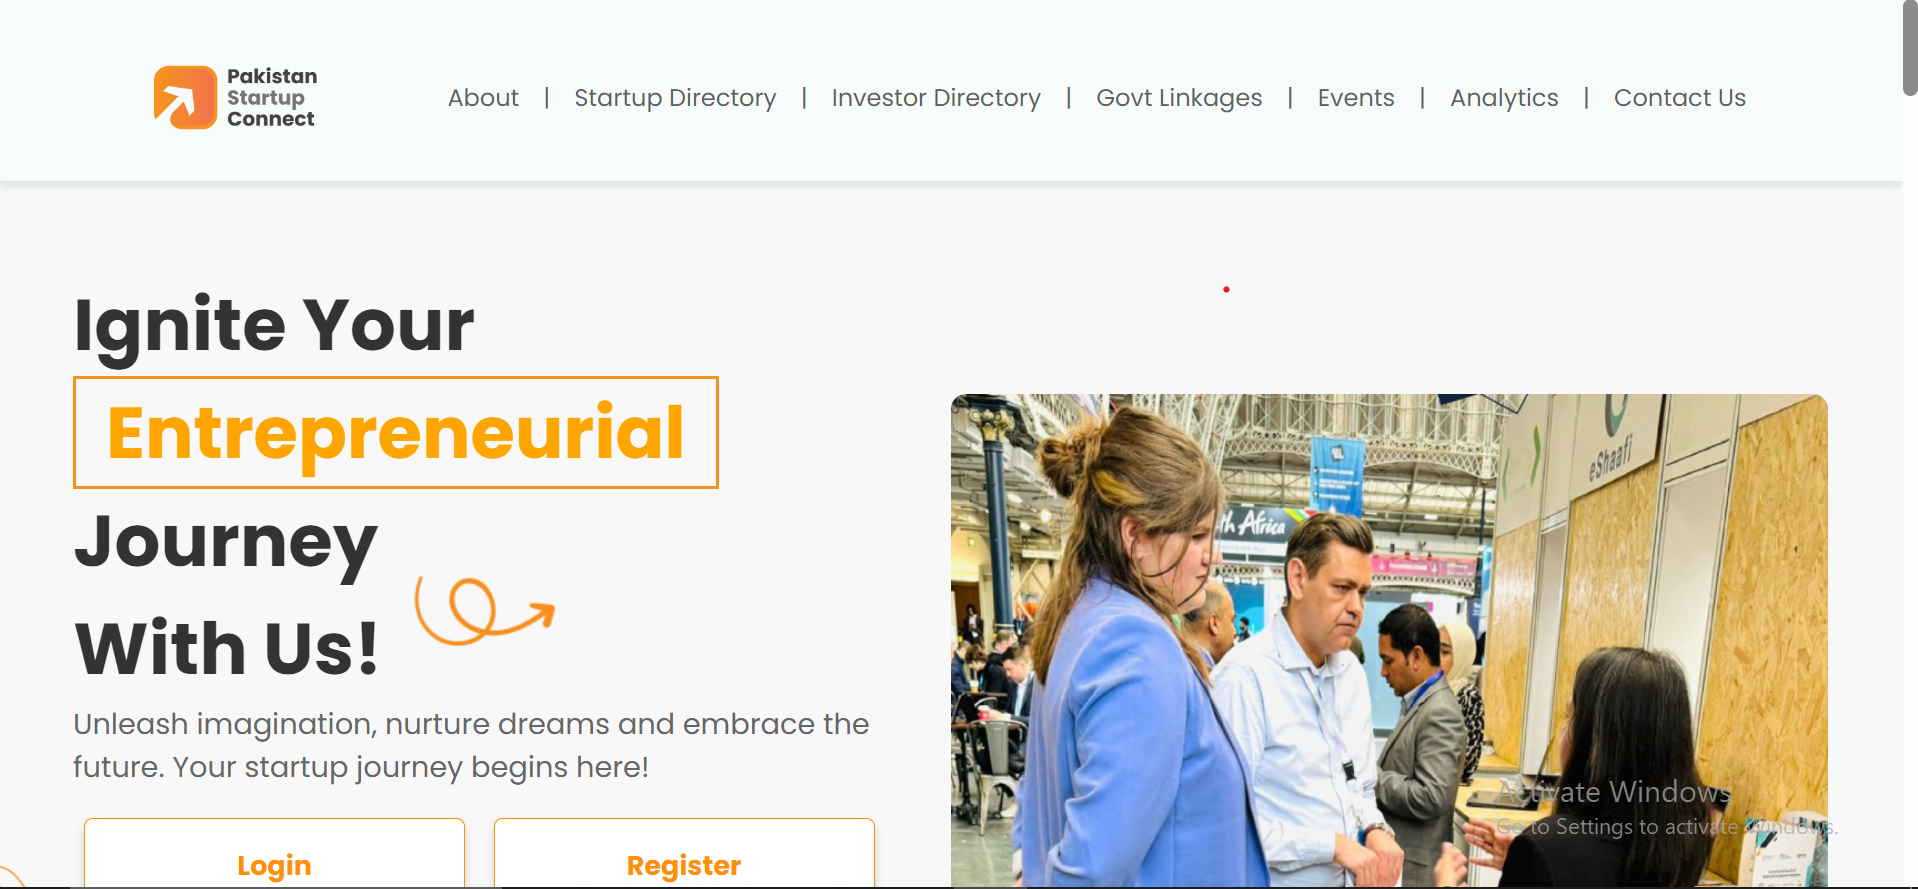 Pakistan
Startup
Connect
About | Startup Directory | Investor Directory | Govt Linkages | Events | Analytics | Contact Us
Ignite Your
Entrepreneurial
Journey
With Us!
Unleash imagination, nurture dreams and embrace the
future. Your startup journey begins here!
Login
Register
eShaafi
th Africa
Activate Windows
Go to Settings to activate Windows.